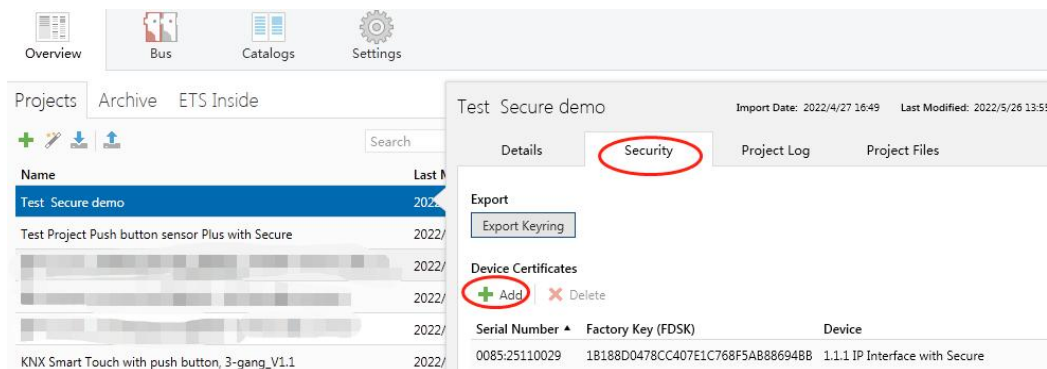 Overview
Bus
Catalogs
Settings
Projects
Archive
ETS Inside
Search
Name
Last M
Test Secure demo
2022
Test Project Push button sensor Plus with Secure
2022/
2022/
2022/
2022/
KNX Smart Touch with push button, 3-gang_V1.1
2022/
Test Secure demo
Import Date: 2022/4/27 16:49
Last Modified: 2022/5/26 13:55
Details
Security
Project Log
Project Files
Export
Export Keyring
Device Certificates
Add
Delete
Serial Number
Factory Key (FDSK)
Device
0085:25110029
1B188D0478CC407E1C768F5AB88694BB
1.1.1 IP Interface with Secure